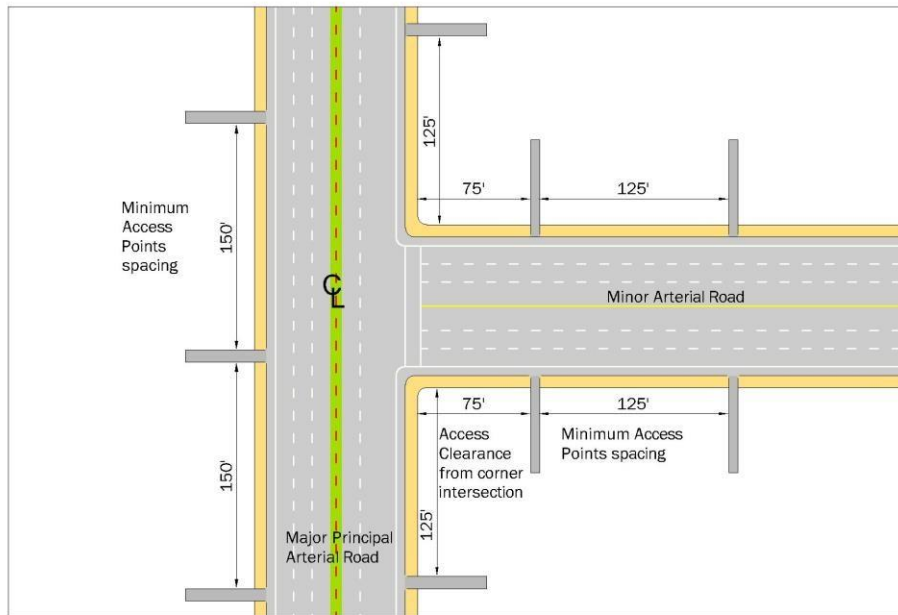 125'
75'
125'
Minimum
Access
Points
spacing
150'
℄
Minor Arterial Road
75'
125'
Access
Clearance
from corner
intersection
Minimum Access
Points spacing
150'
125'
Major Principal
Arterial Road